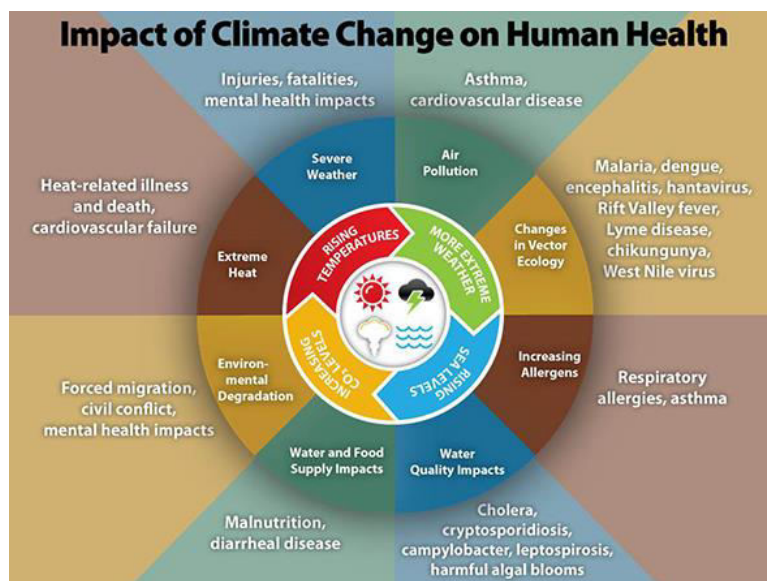 Impact of Climate Change on Human Health
Injuries, fatalities,
mental health impacts
Asthma,
cardiovascular disease
Severe
Weather
Air
Pollution
Heat-related illness
and death,
cardiovascular failure
Malaria, dengue,
encephalitis, hantavirus,
Rift Valley fever,
Lyme disease,
chikungunya,
West Nile virus
Extreme
Heat
RISING
TEMPERATURES
MORE EXTREME
WEATHER
Changes
in Vector
Ecology
Forced migration,
civil conflict,
mental health impacts
Environ-
mental
Degradation
INCREASING
CO₂ LEVELS
RISING
SEA LEVELS
Increasing
Allergens
Respiratory
allergies, asthma
Water and Food
Supply Impacts
Water
Quality Impacts
Malnutrition,
diarrheal disease
Cholera,
cryptosporidiosis,
campylobacter, leptospirosis,
harmful algal blooms